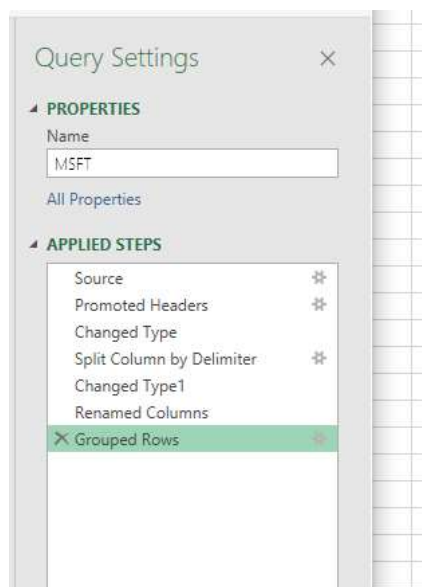 Query Settings
PROPERTIES
Name
MSFT
All Properties
APPLIED STEPS
Source
Promoted Headers
Changed Type
Split Column by Delimiter
Changed Type1
Renamed Columns
Grouped Rows